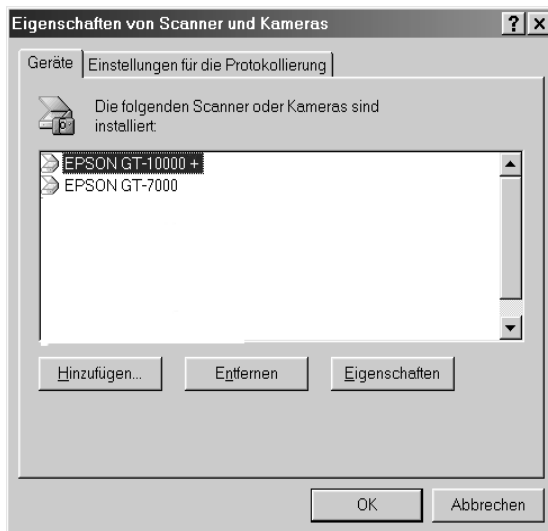 Eigenschaften von Scanner und Kameras
Geräte
Einstellungen für die Protokollierung
Die folgenden Scanner oder Kameras sind
installiert:
EPSON GT-10000 +
EPSON GT-7000
Hinzufügen...
Entfernen
Eigenschaften
OK
Abbrechen